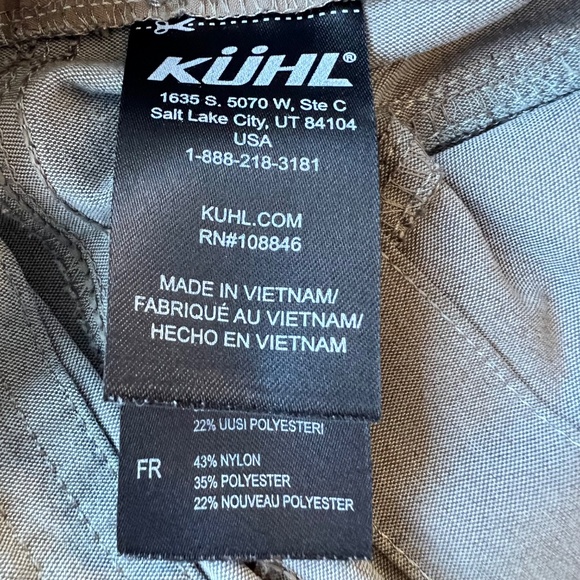 KÜHL®
1635 S. 5070 W, Ste C
Salt Lake City, UT 84104
USA
1-888-218-3181
KUHL.COM
RN#108846
MADE IN VIETNAM/
FABRIQUÉ AU VIETNAM/
HECHO EN VIETNAM
22% UUSI POLYESTERI
FR
43% NYLON
35% POLYESTER
22% NOUVEAU POLYESTER